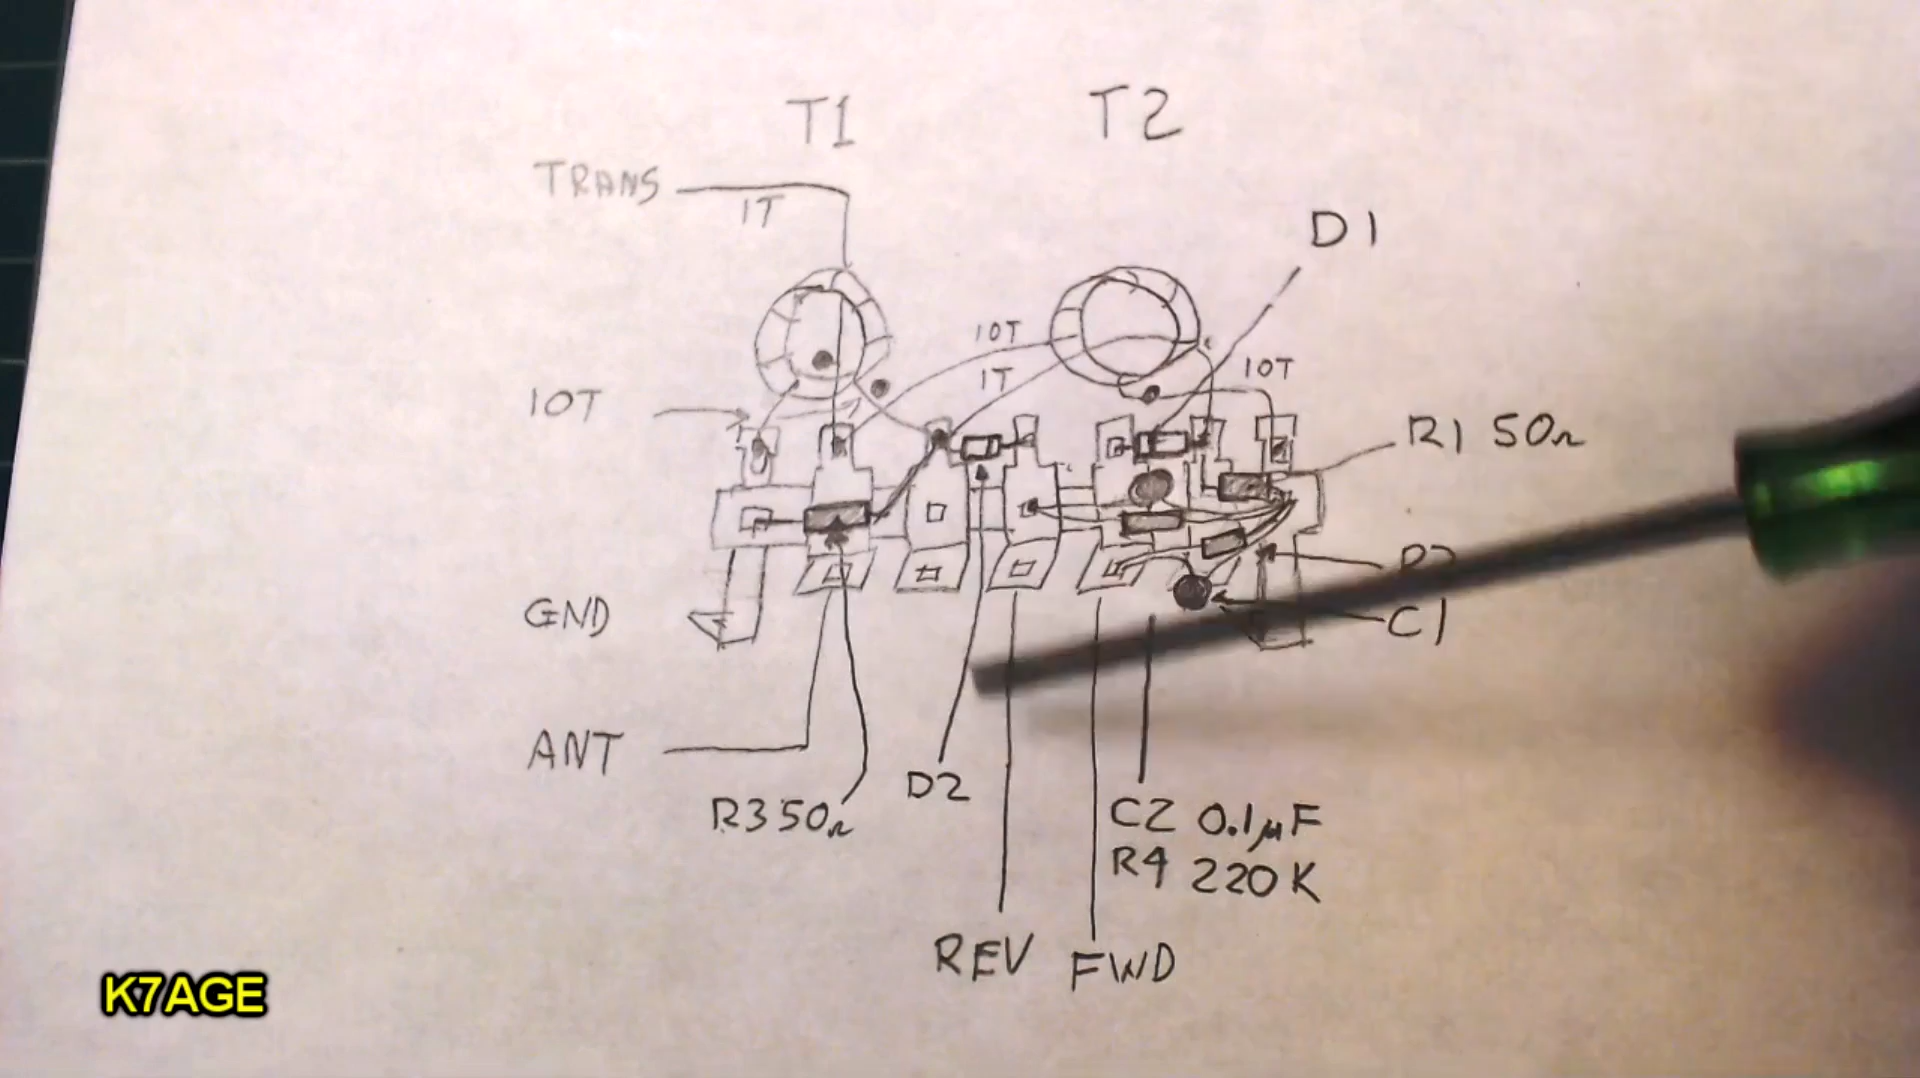 T1
T2
TRANS
1T
D1
10T
1T
10T
10T
R1 50Ω
GND
C1
ANT
D2
R3 50Ω
C2 0.1μF
R4 220K
REV
FWD
K7AGE